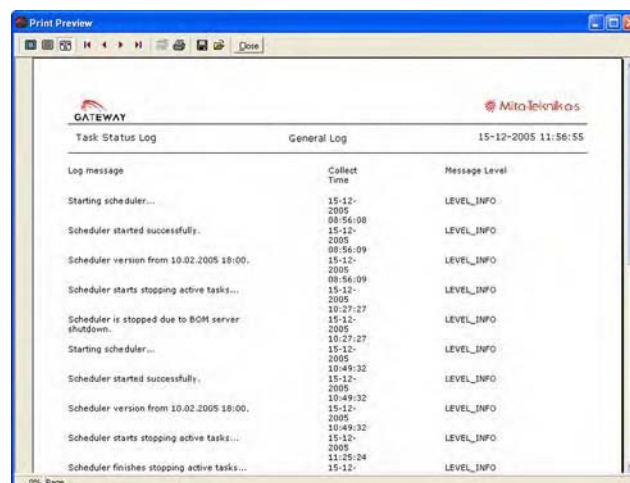 Print Preview
Close
GATEWAY
Mita-Teknik a·s
Task Status Log General Log 15-12-2005 11:56:55
Log message Collect Time Message Level
Starting scheduler... 15-12-2005 08:56:08 LEVEL_INFO
Scheduler started successfully. 15-12-2005 08:56:09 LEVEL_INFO
Scheduler version from 10.02.2005 18:00. 15-12-2005 08:56:09 LEVEL_INFO
Scheduler starts stopping active tasks... 15-12-2005 10:27:27 LEVEL_INFO
Scheduler is stopped due to BOM server shutdown. 15-12-2005 10:27:27 LEVEL_INFO
Starting scheduler... 15-12-2005 10:49:32 LEVEL_INFO
Scheduler started successfully. 15-12-2005 10:49:32 LEVEL_INFO
Scheduler version from 10.02.2005 18:00. 15-12-2005 10:49:32 LEVEL_INFO
Scheduler starts stopping active tasks... 15-12-2005 11:25:24 LEVEL_INFO
Scheduler finishes stopping active tasks... 15-12- LEVEL_INFO
0% Page